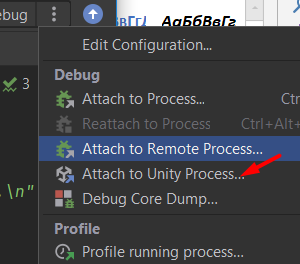 ebug
АаБбВвГг
Edit Configuration...
3
Debug
Attach to Process...
Ct
Reattach to Process
Ctrl+Alt+
Attach to Remote Process...
\n"
Attach to Unity Process...
Debug Core Dump...
Profile
Profile running process...